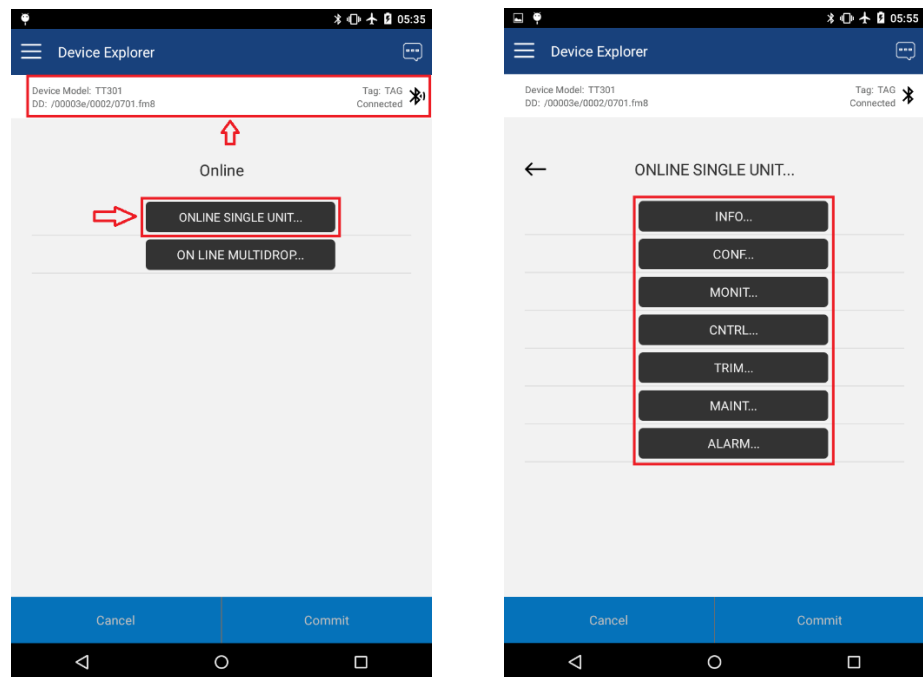 05:35
Device Explorer
Device Model: TT301
DD: /00003e/0002/0701.fm8
Tag: TAG
Connected
Online
ONLINE SINGLE UNIT...
ON LINE MULTIDROP...
Cancel
Commit
05:55
Device Explorer
Device Model: TT301
DD: /00003e/0002/0701.fm8
Tag: TAG
Connected
ONLINE SINGLE UNIT...
INFO...
CONF...
MONIT...
CNTRL...
TRIM...
MAINT...
ALARM...
Cancel
Commit